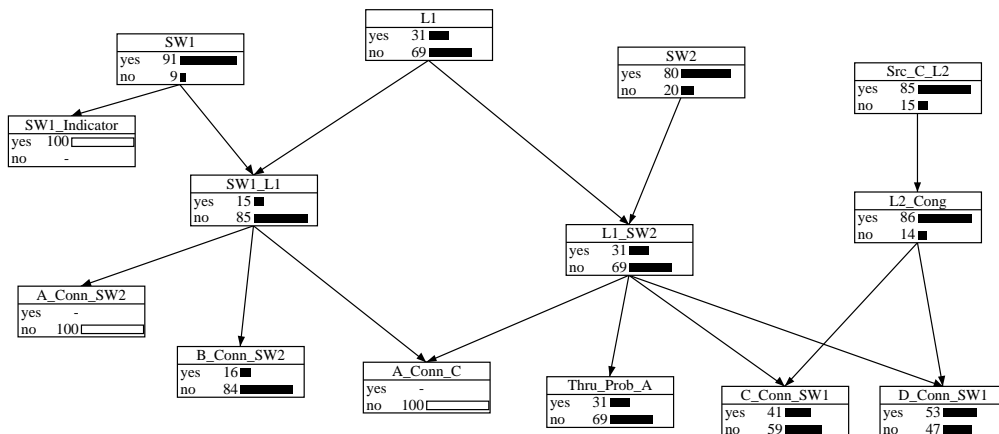 L1
yes 31
no 69
SW1
yes 91
no 9
SW2
yes 80
no 20
Src_C_L2
yes 85
no 15
SW1_Indicator
yes 100
no -
SW1_L1
yes 15
no 85
L2_Cong
yes 86
no 14
L1_SW2
yes 31
no 69
A_Conn_SW2
yes -
no 100
B_Conn_SW2
yes 16
no 84
A_Conn_C
yes -
no 100
Thru_Prob_A
yes 31
no 69
C_Conn_SW1
yes 41
no 59
D_Conn_SW1
yes 53
no 47